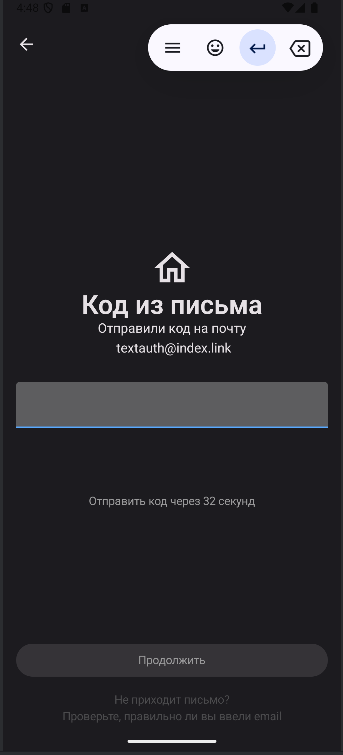 4:48
Код из письма
Отправили код на почту
textauth@index.link
Отправить код через 32 секунд
Продолжить
Не приходит письмо?
Проверьте, правильно ли вы ввели email